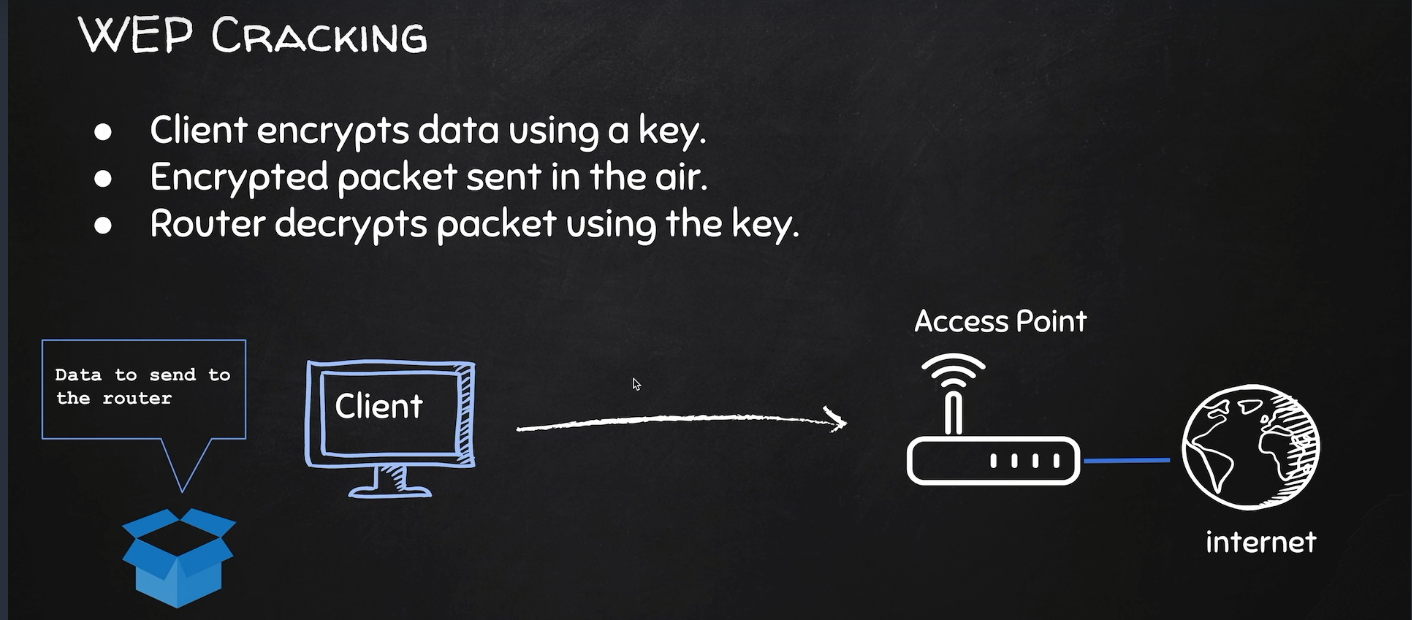 WEP Cracking
● Client encrypts data using a key.
● Encrypted packet sent in the air.
● Router decrypts packet using the key.
Access Point
Data to send to
the router
Client
internet